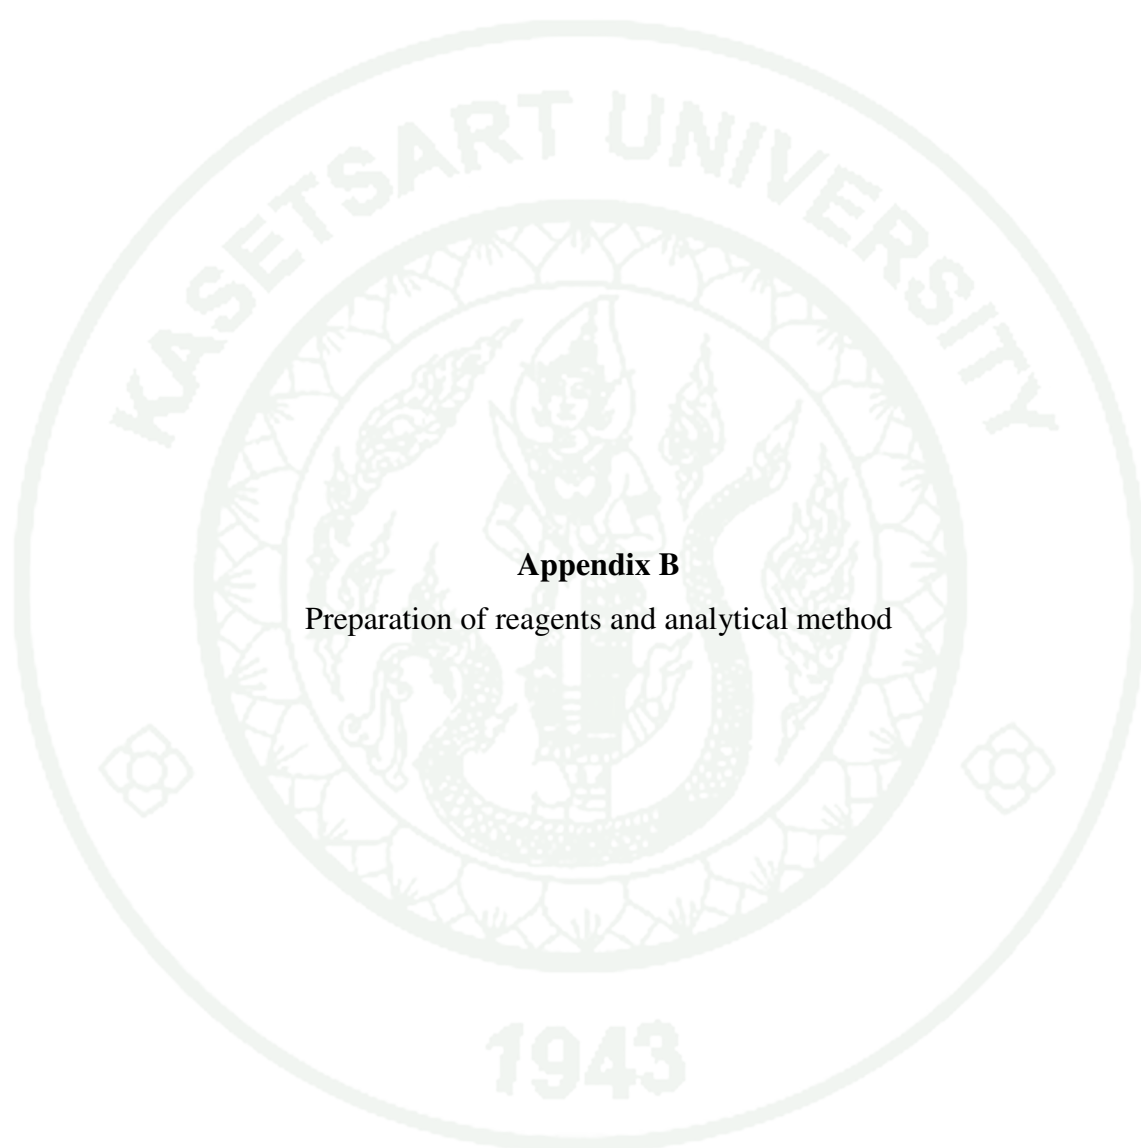 KASETSART UNIVERSITY
Appendix B
Preparation of reagents and analytical method
1943